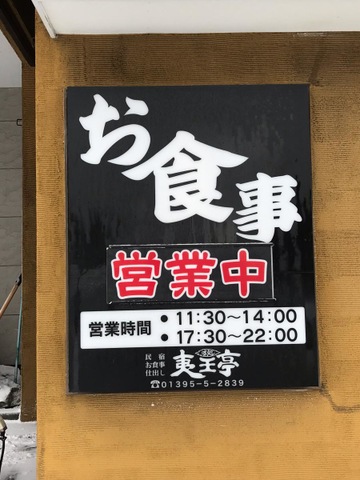 お食事
営業中
営業時間
• 11:30〜14:00
• 17:30〜22:00
民宿
お食事
仕出し
夷王亭
☎01395-5-2839